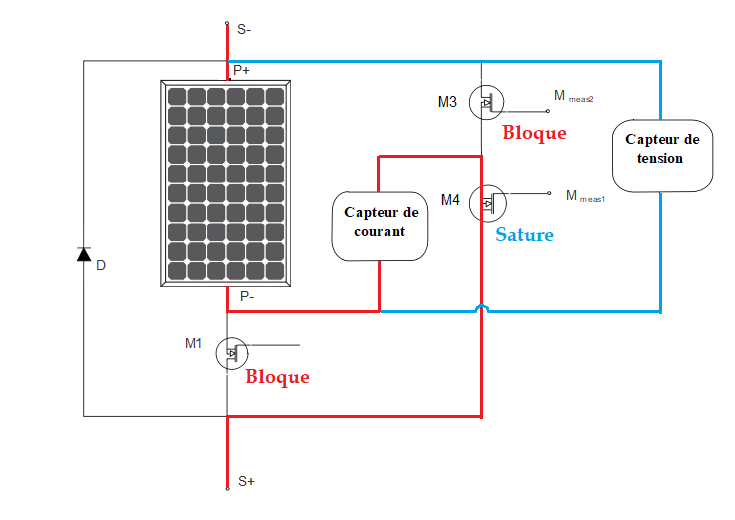 S-
P+
M3
M meas2
Bloque
Capteur de
tension
M4
M meas1
Capteur de
courant
Sature
D
P-
M1
Bloque
S+